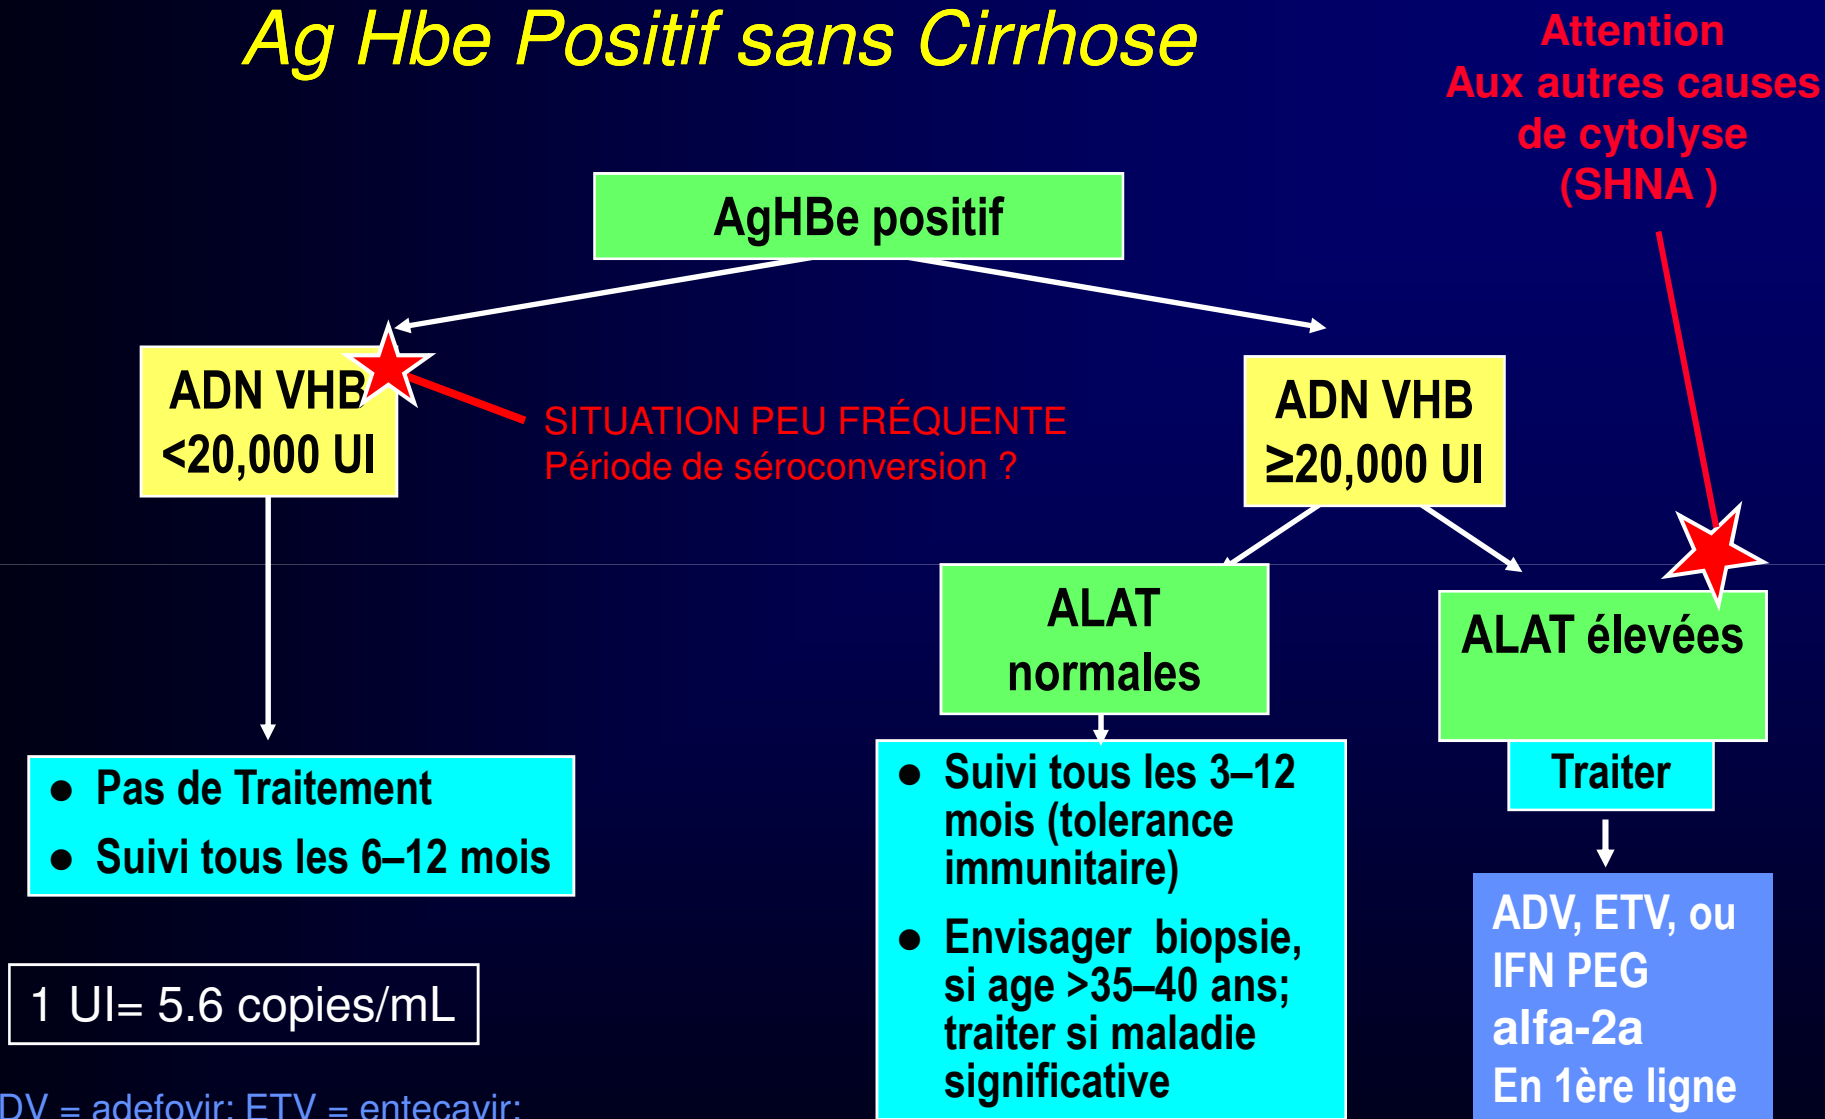 Ag Hbe Positif sans Cirrhose
Attention
Aux autres causes
de cytolyse
(SHNA )
AgHBe positif
ADN VHB
<20,000 UI
SITUATION PEU FRÉQUENTE
Période de séroconversion ?
ADN VHB
≥20,000 UI
ALAT
normales
ALAT élevées
● Pas de Traitement
● Suivi tous les 6–12 mois
● Suivi tous les 3–12
mois (tolerance
immunitaire)
● Envisager biopsie,
si age >35–40 ans;
traiter si maladie
significative
Traiter
ADV, ETV, ou
IFN PEG
alfa-2a
En 1ère ligne
1 UI= 5.6 copies/mL
DV = adefovir; ETV = entecavir;